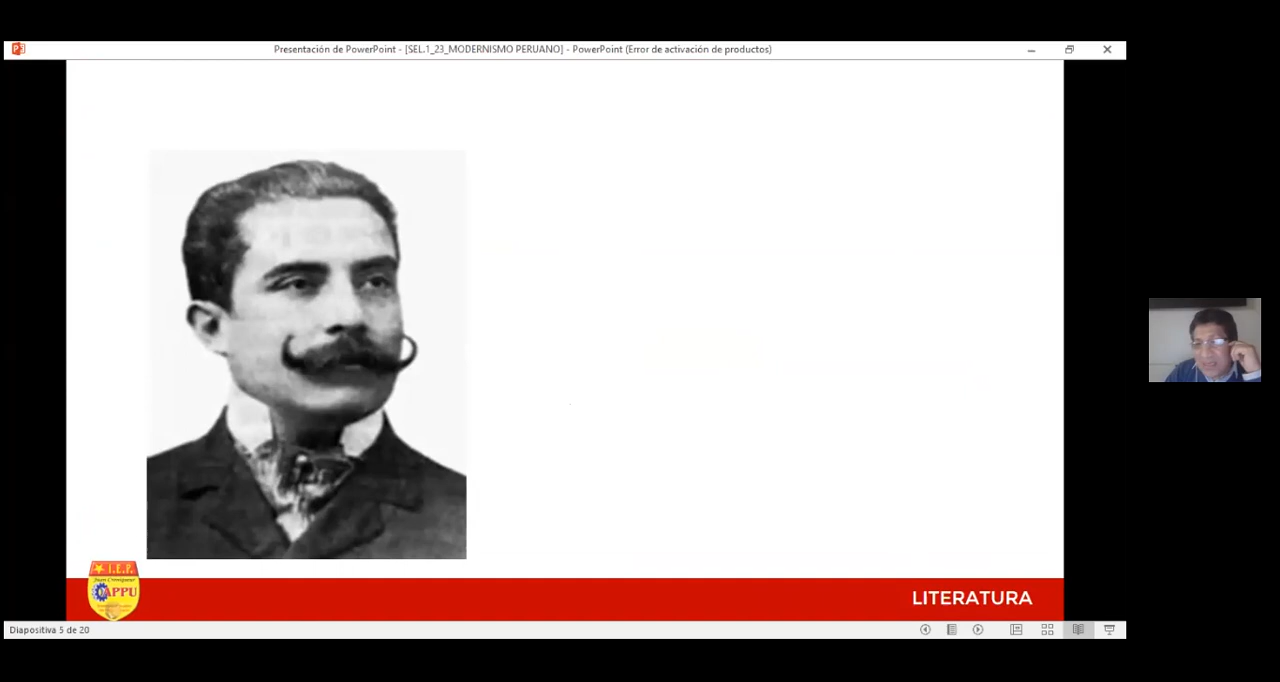 Presentación de PowerPoint - [SEL.1_23_MODERNISMO PERUANO] - PowerPoint (Error de activación de productos)
I.E.P.
APPU
LITERATURA
Diapositiva 5 de 20